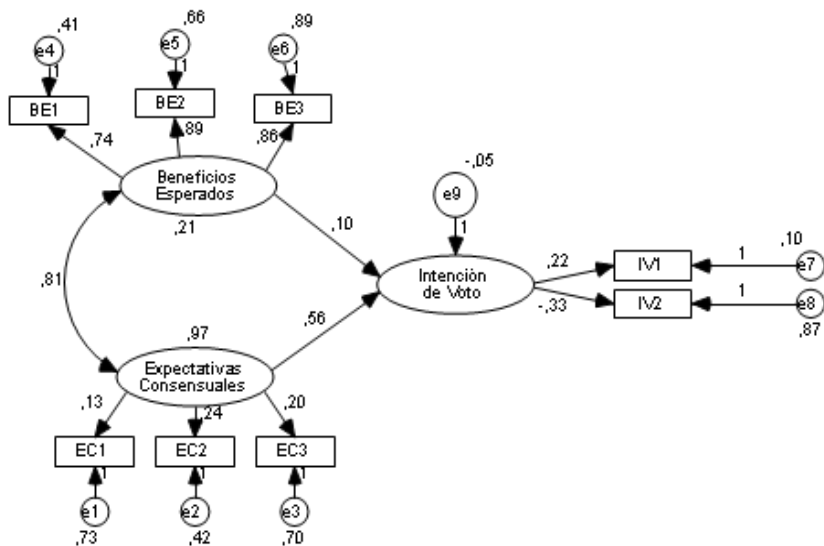 ,41
,66
,89
e4
e5
e6
1
1
1
BE1
BE2
BE3
,74
,89
,86
Beneficios
Esperados
,21
-,05
e9
1
,10
,81
Intención
de Voto
,22
-,33
IV1
IV2
1
1
,10
e7
e8
,87
,56
,97
Expectativas
Consensuales
,13
,24
,20
EC1
EC2
EC3
1
1
1
e1
e2
e3
,73
,42
,70